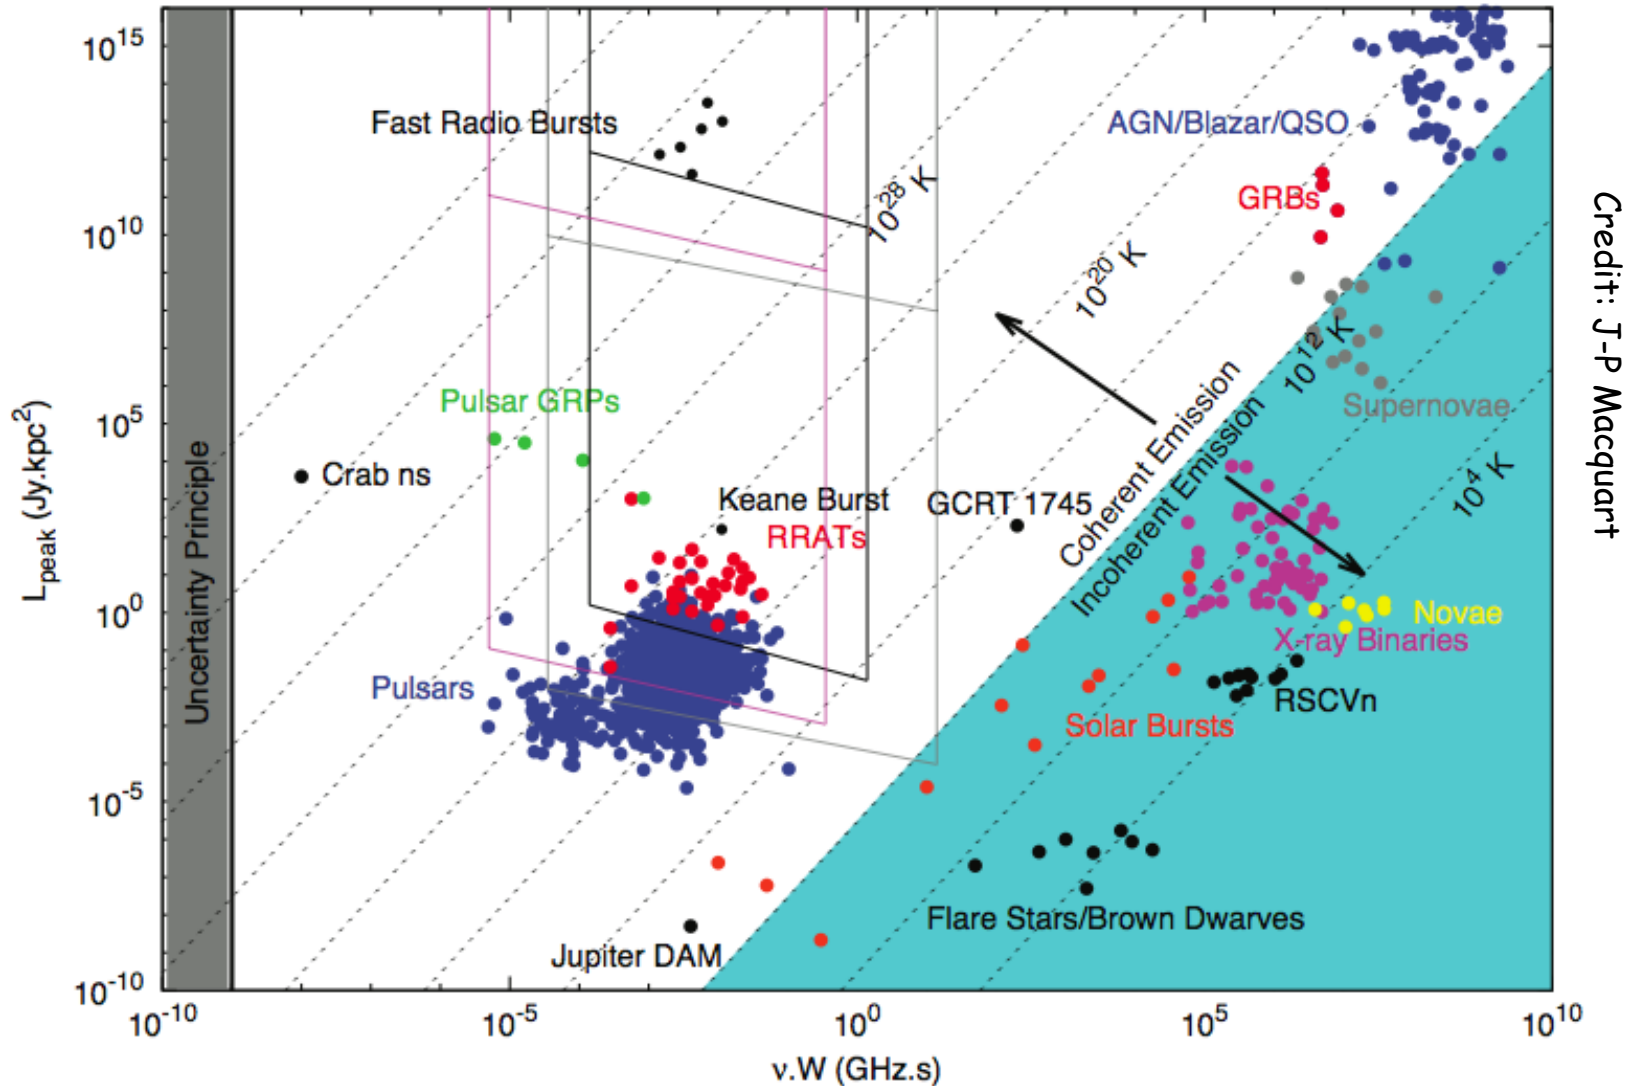 10^15
Fast Radio Bursts
AGN/Blazar/QSO
10^28 K
GRBs
10^10
10^20 K
10^12 K
Supernovae
Pulsar GRPs
10^5
Crab ns
Keane Burst
GCRT 1745
RRATs
Coherent Emission
Incoherent Emission
10^4 K
10^0
Novae
X-ray Binaries
Pulsars
RSCVn
Solar Bursts
10^-5
Flare Stars/Brown Dwarves
Jupiter DAM
10^-10
Uncertainty Principle
L_peak (Jy.kpc^2)
10^-10
10^-5
10^0
10^5
10^10
ν.W (GHz.s)
Credit: J-P Macquart